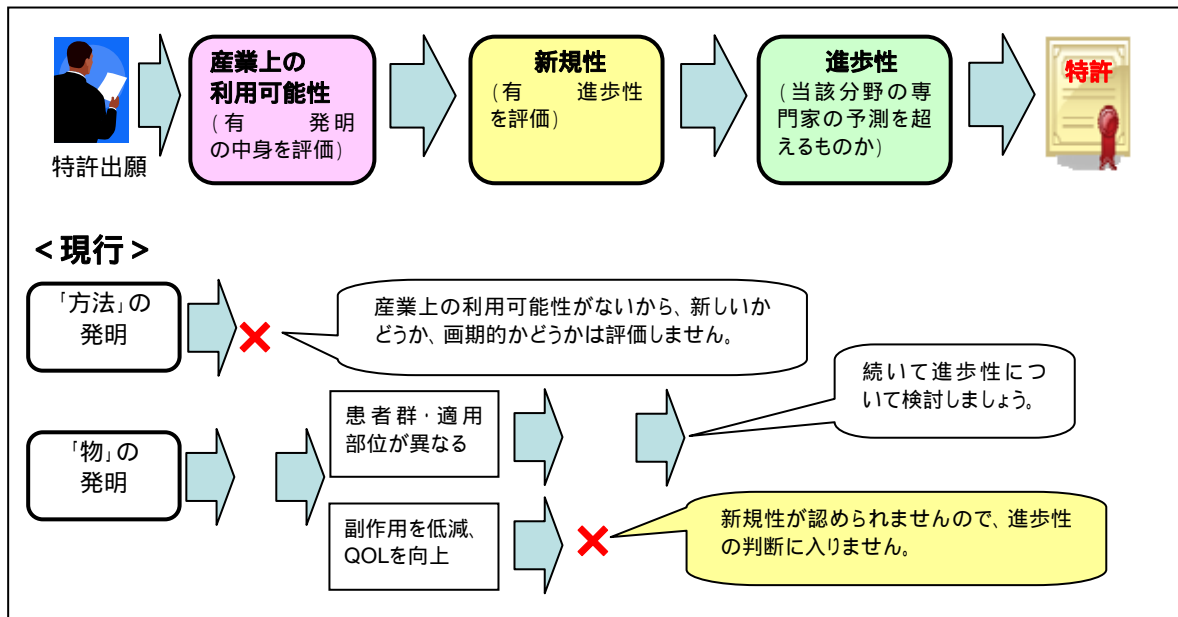 産業上の
利用可能性
(有　　発明
の中身を評価)
新規性
(有　　進歩性
を評価)
進歩性
(当該分野の専
門家の予測を超
えるものか)
特許
特許出願
＜現行＞
「方法」の
発明
産業上の利用可能性がないから、新しいか
どうか、画期的かどうかは評価しません。
続いて進歩性につ
いて検討しましょう。
患者群・適用
部位が異なる
「物」の
発明
副作用を低減、
QOLを向上
新規性が認められませんので、進歩性
の判断に入りません。